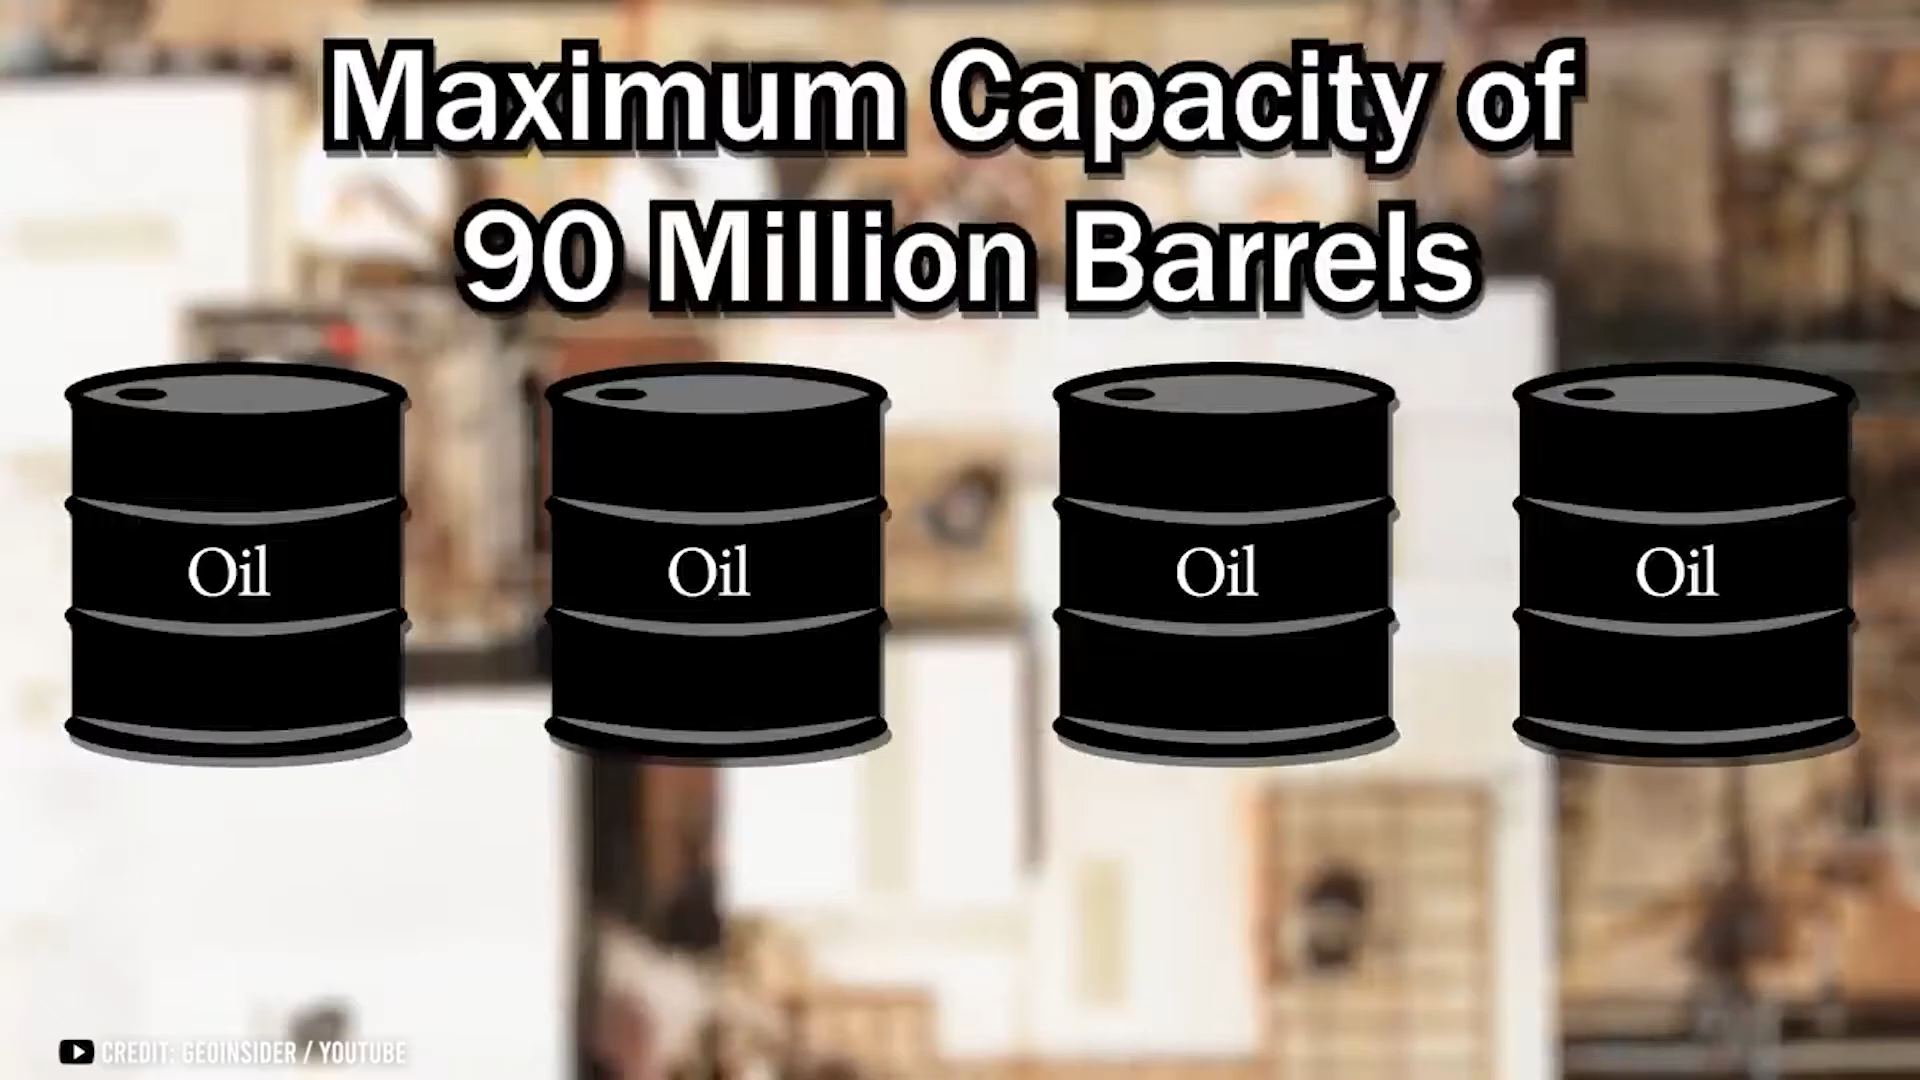 Maximum Capacity of
90 Million Barrels
Oil
Oil
Oil
Oil
CREDIT: GEOINSIDER / YOUTUBE